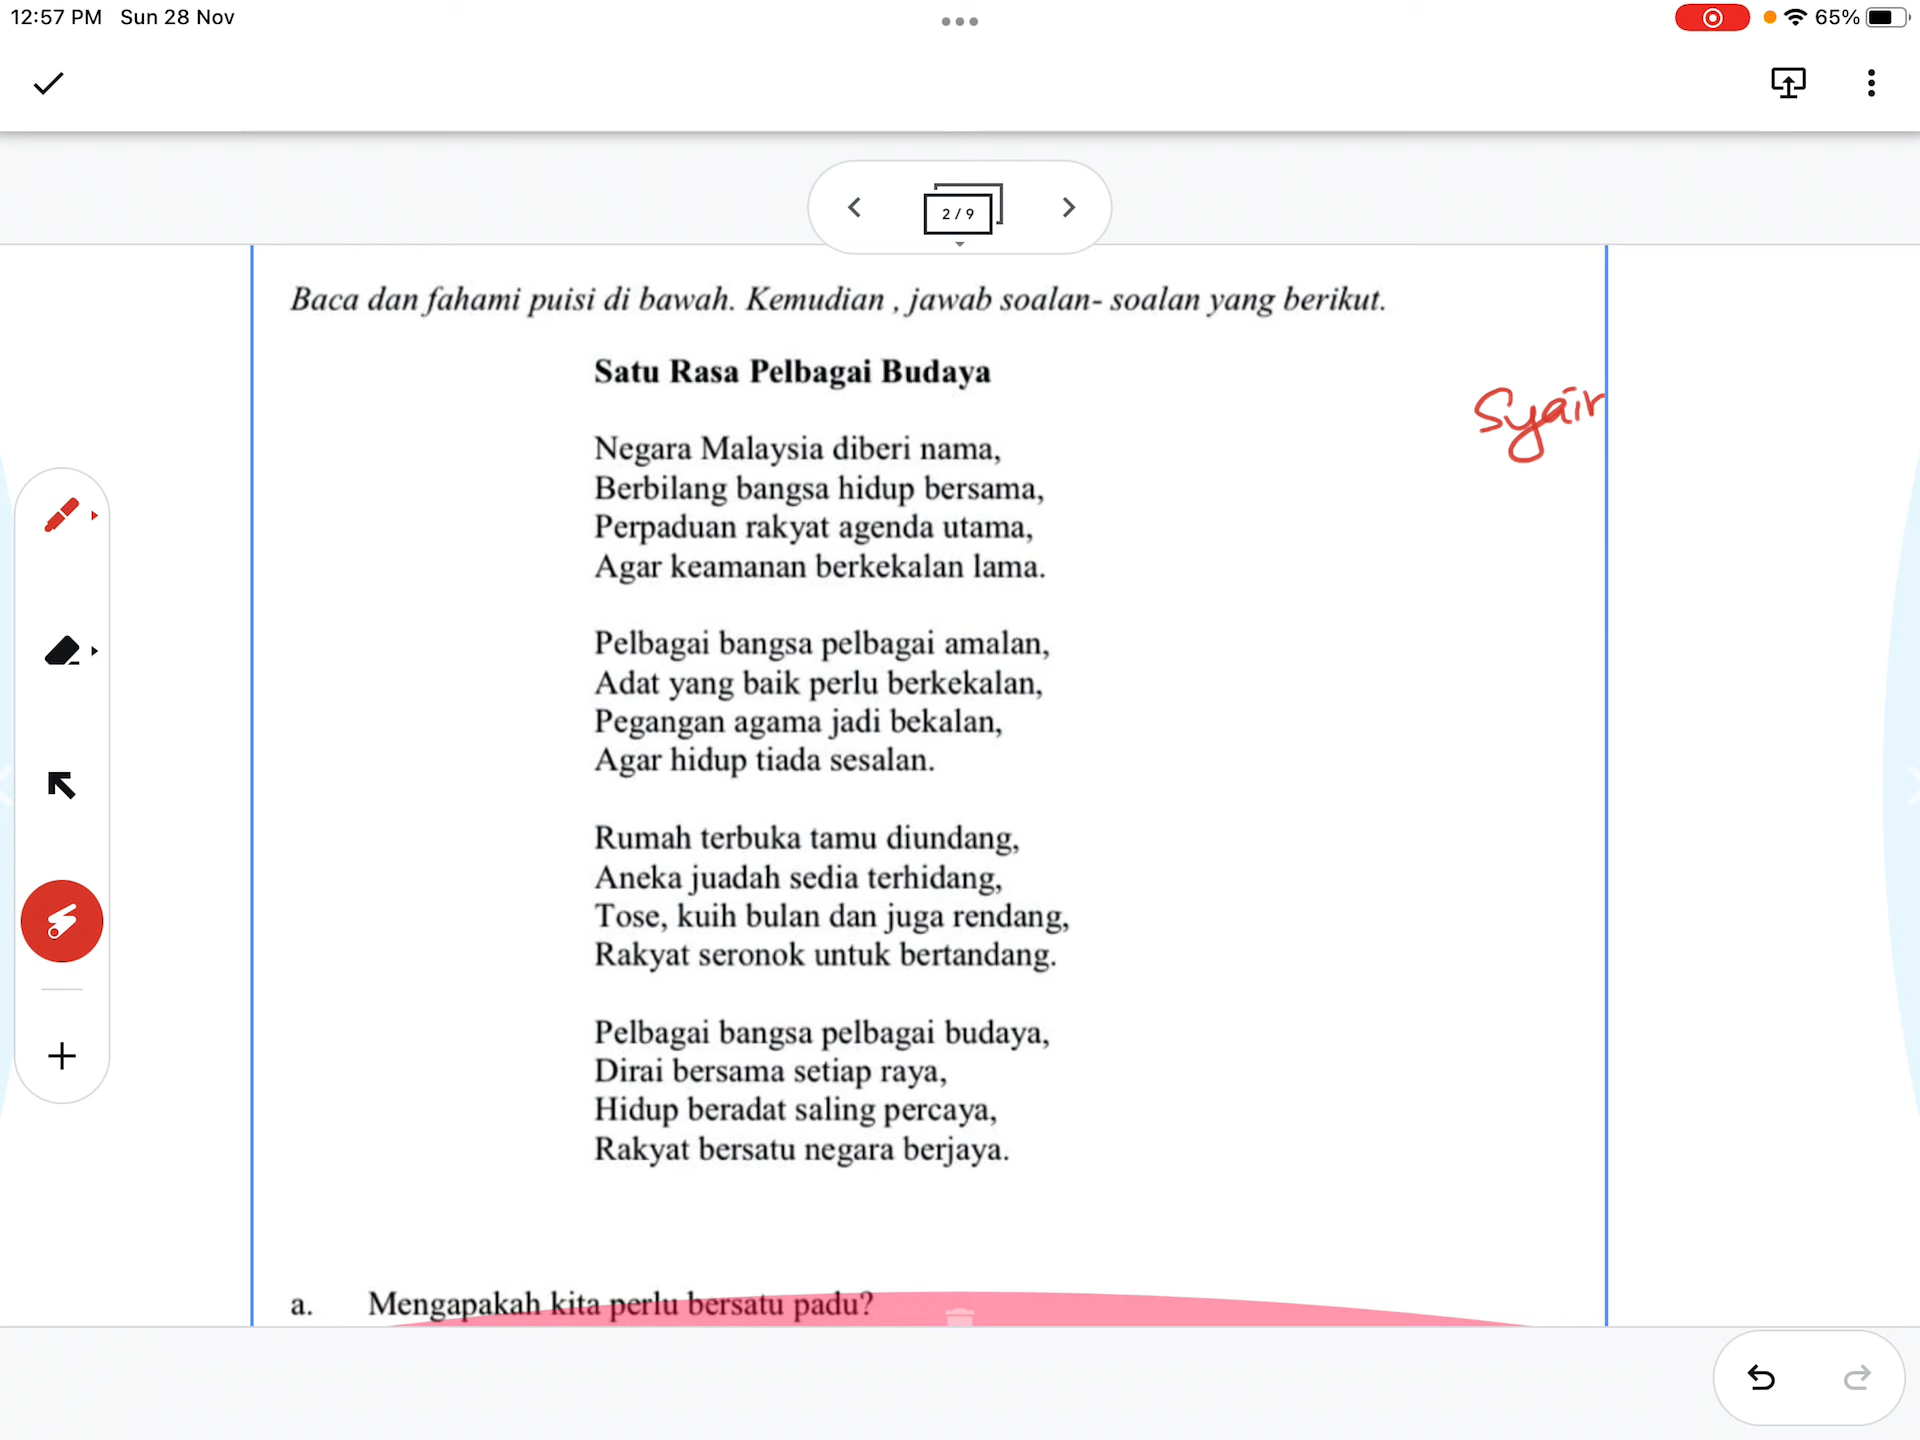 12:57 PM Sun 28 Nov
65%
2 / 9
Baca dan fahami puisi di bawah. Kemudian , jawab soalan- soalan yang berikut.
Satu Rasa Pelbagai Budaya
Syair
Negara Malaysia diberi nama,
Berbilang bangsa hidup bersama,
Perpaduan rakyat agenda utama,
Agar keamanan berkekalan lama.
Pelbagai bangsa pelbagai amalan,
Adat yang baik perlu berkekalan,
Pegangan agama jadi bekalan,
Agar hidup tiada sesalan.
Rumah terbuka tamu diundang,
Aneka juadah sedia terhidang,
Tose, kuih bulan dan juga rendang,
Rakyat seronok untuk bertandang.
Pelbagai bangsa pelbagai budaya,
Dirai bersama setiap raya,
Hidup beradat saling percaya,
Rakyat bersatu negara berjaya.
a. Mengapakah kita perlu bersatu padu?